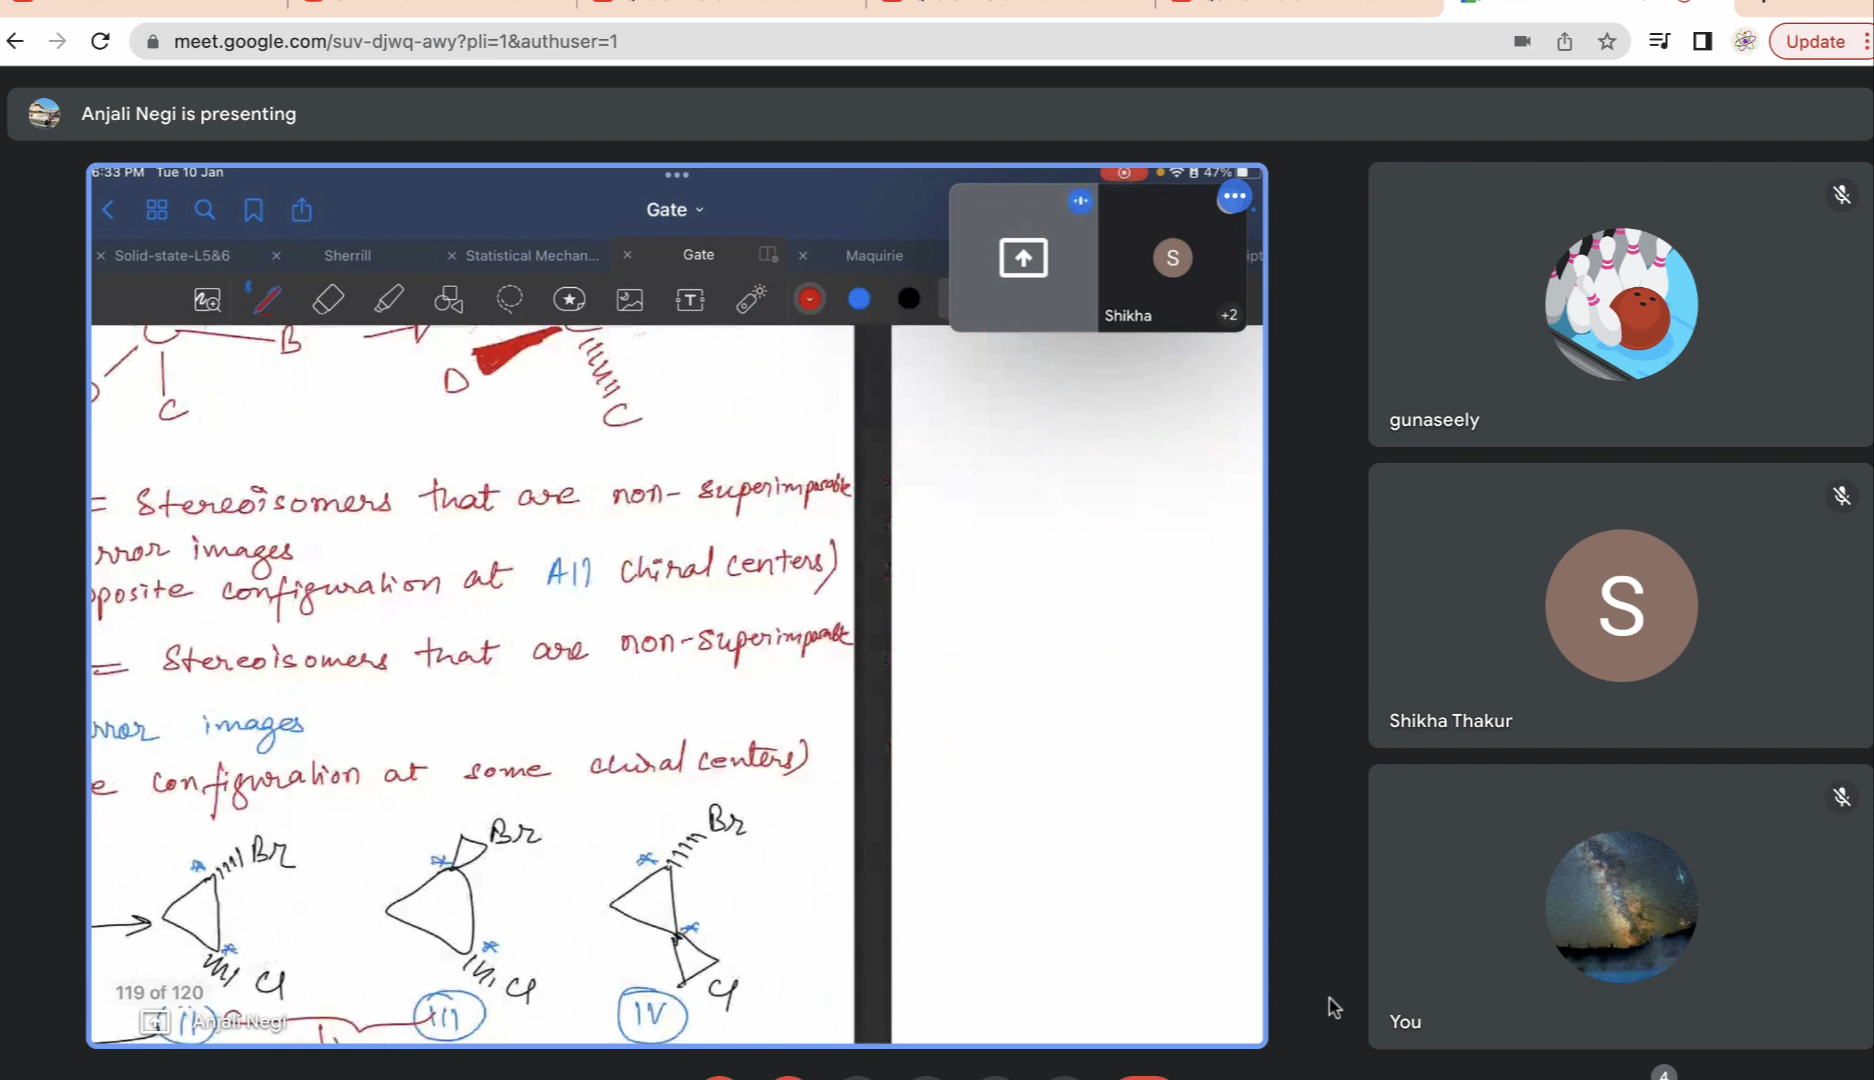 meet.google.com/suv-djwq-awy?pli=1&authuser=1
Update
Anjali Negi is presenting
6:33 PM Tue 10 Jan
47%
Gate
Solid-state-L5&6
Sherrill
Statistical Mechan...
Gate
Maquirie
ipt
S
Shikha
+2
T
B
D
C
C
= Stereoisomers that are non-superimposable
rror images
pposite configuration at All chiral centers)
= Stereoisomers that are non-superimposable
rror images
e configuration at some chiral centers)
* Br
* Br
* Br
* Cl
* Cl
* Cl
119 of 120
Anjali Negi
II
III
IV
gunaseely
S
Shikha Thakur
You
4